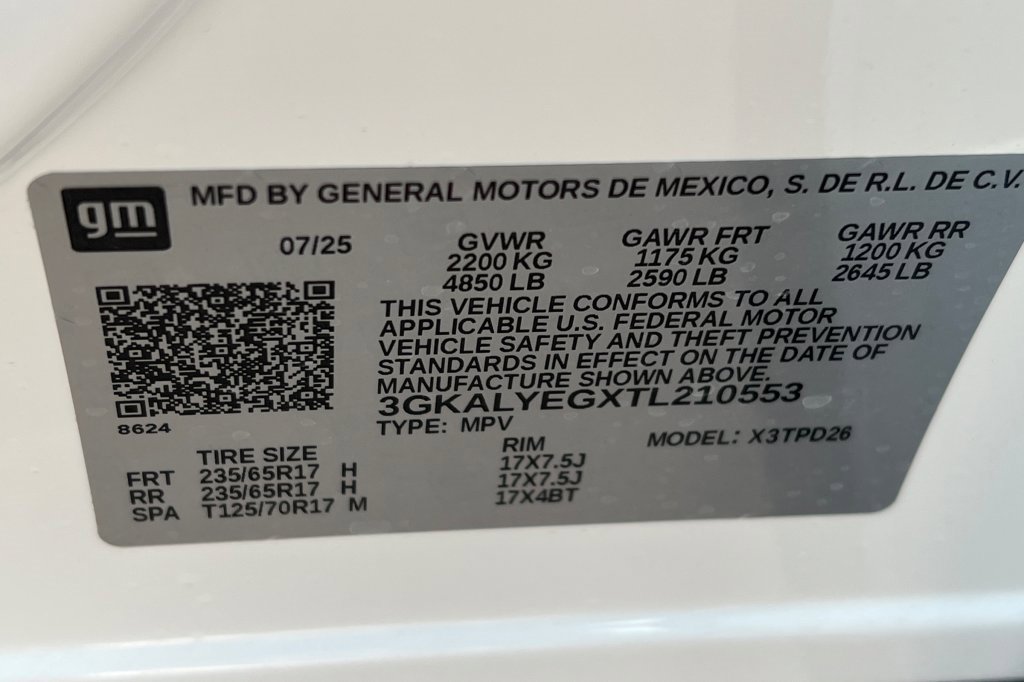 gm
MFD BY GENERAL MOTORS DE MEXICO, S. DE R.L. DE C.V.
07/25
GVWR
2200 KG
4850 LB
GAWR FRT
1175 KG
2590 LB
GAWR RR
1200 KG
2645 LB
THIS VEHICLE CONFORMS TO ALL
APPLICABLE U.S. FEDERAL MOTOR
VEHICLE SAFETY AND THEFT PREVENTION
STANDARDS IN EFFECT ON THE DATE OF
MANUFACTURE SHOWN ABOVE.
3GKALYEGXTL210553
TYPE: MPV
MODEL: X3TPD26
8624
TIRE SIZE RIM
FRT 235/65R17 H 17X7.5J
RR 235/65R17 H 17X7.5J
SPA T125/70R17 M 17X4BT